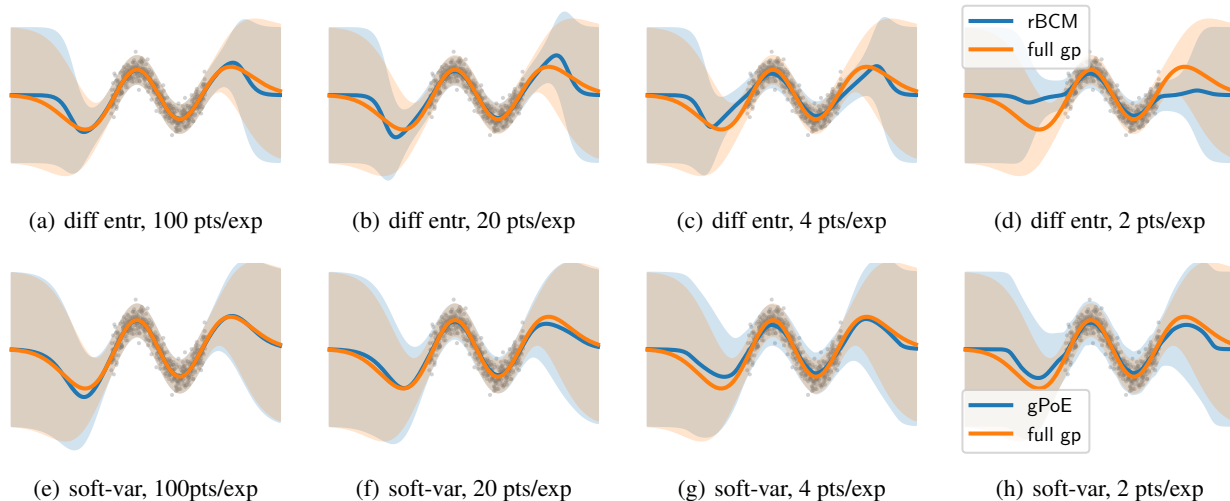 rBCM
full gp
(a) diff entr, 100 pts/exp
(b) diff entr, 20 pts/exp
(c) diff entr, 4 pts/exp
(d) diff entr, 2 pts/exp
gPoE
full gp
(e) soft-var, 100pts/exp
(f) soft-var, 20 pts/exp
(g) soft-var, 4 pts/exp
(h) soft-var, 2 pts/exp